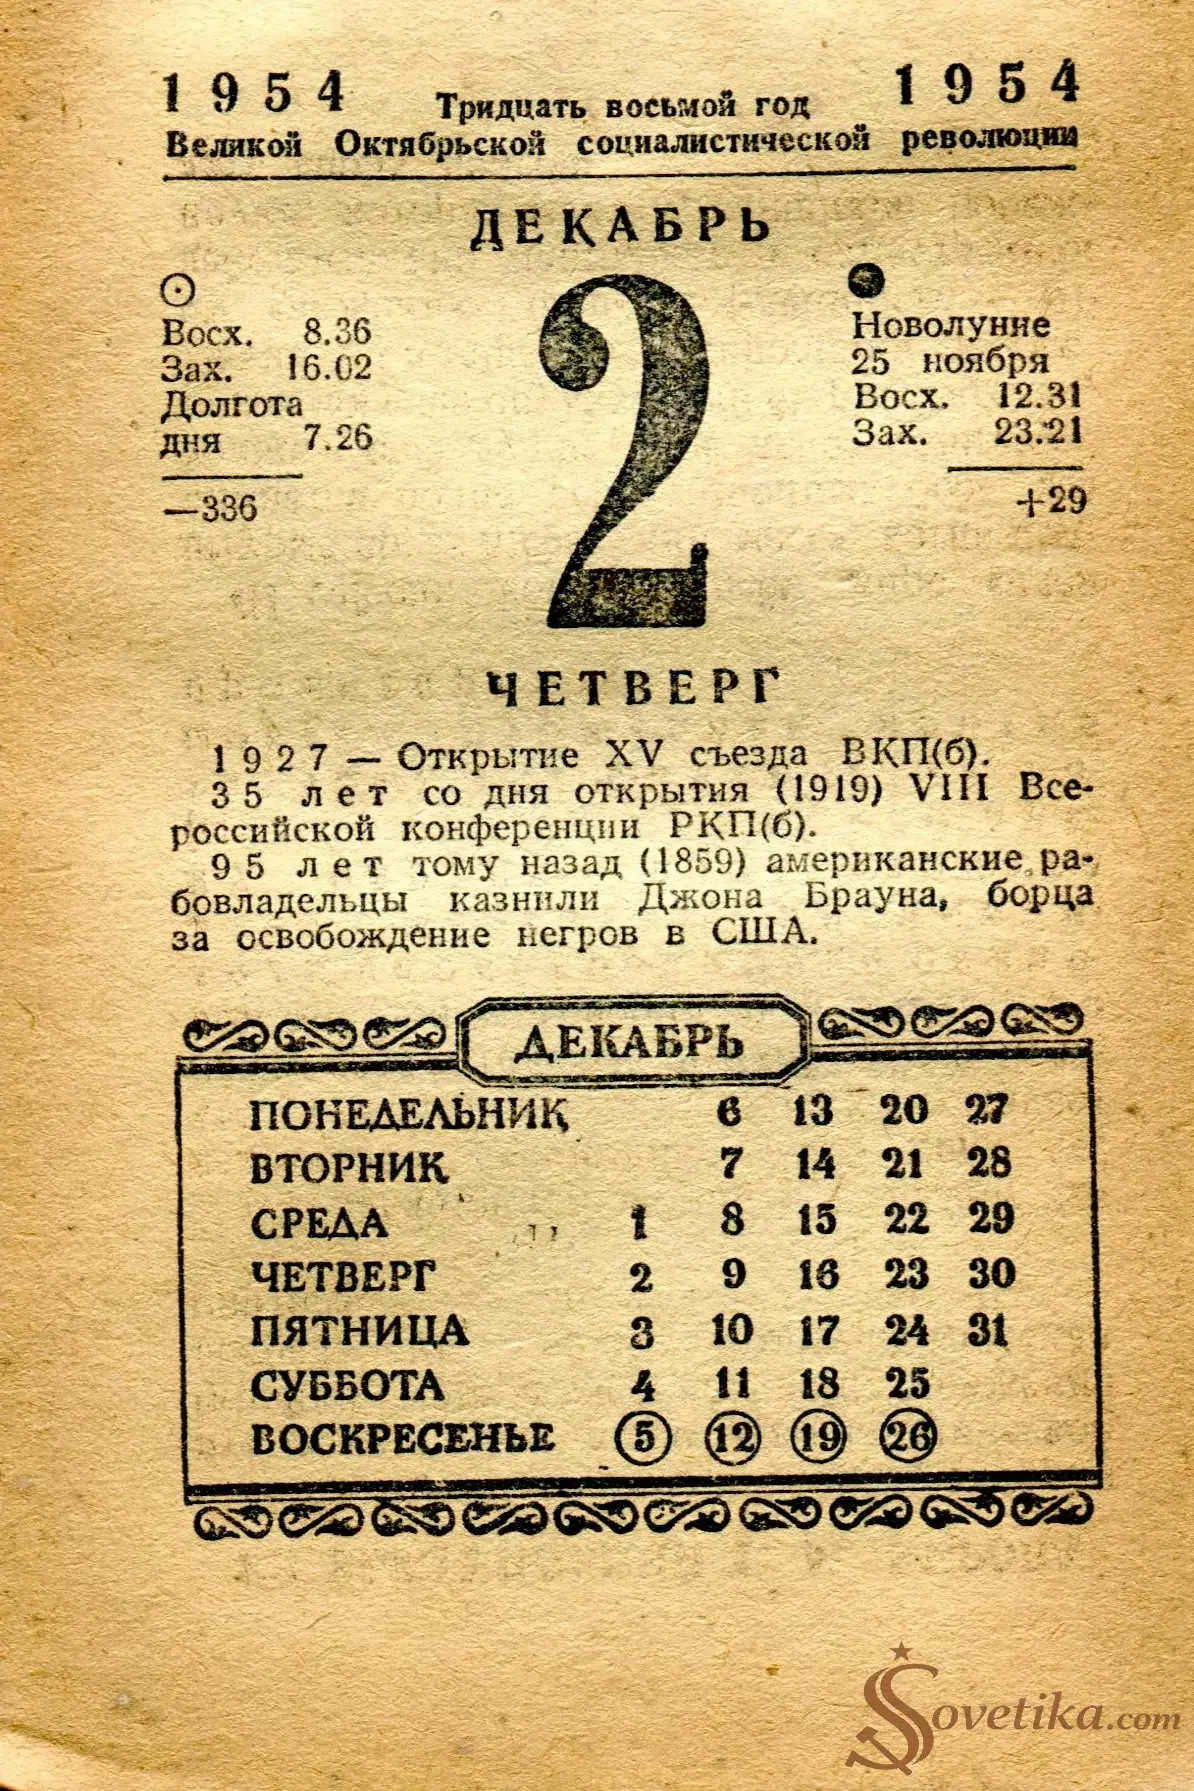 1954 Тридцать восьмой год 1954
Великой Октябрьской социалистической революции
ДЕКАБРЬ
Восх. 8.36
Зах. 16.02
Долгота
дня 7.26
—336
2
Новолуние
25 ноября
Восх. 12.31
Зах. 23.21
+29
ЧЕТВЕРГ
1927 — Открытие XV съезда ВКП(б).
35 лет со дня открытия (1919) VIII Все-
российской конференции РКП(б).
95 лет тому назад (1859) американские ра-
бовладельцы казнили Джона Брауна, борца
за освобождение негров в США.
ДЕКАБРЬ
ПОНЕДЕЛЬНИК 6 13 20 27
ВТОРНИК 7 14 21 28
СРЕДА 1 8 15 22 29
ЧЕТВЕРГ 2 9 16 23 30
ПЯТНИЦА 3 10 17 24 31
СУББОТА 4 11 18 25
ВОСКРЕСЕНЬЕ 5 12 19 26
Sovetika.com